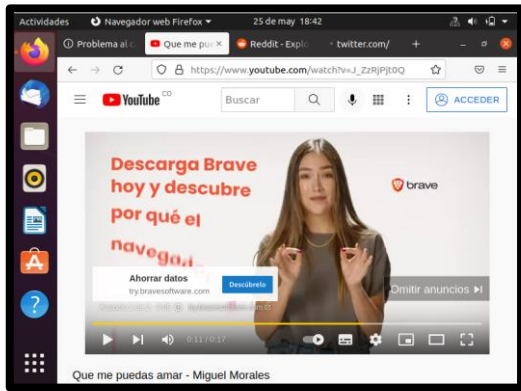 Actividades Navegador web Firefox 25 de may 18:42
Problema al c Que me pue Reddit - Explo twitter.com/
https://www.youtube.com/watch?v=J_ZzRjPjt0Q
YouTube CO Buscar ACCEDER
Descarga Brave
hoy y descubre
por qué el
navegad
brave
Ahorrar datos
try.bravesoftware.com
Descúbrelo
Omitir anuncios
0:11 / 0:17
Que me puedas amar - Miguel Morales